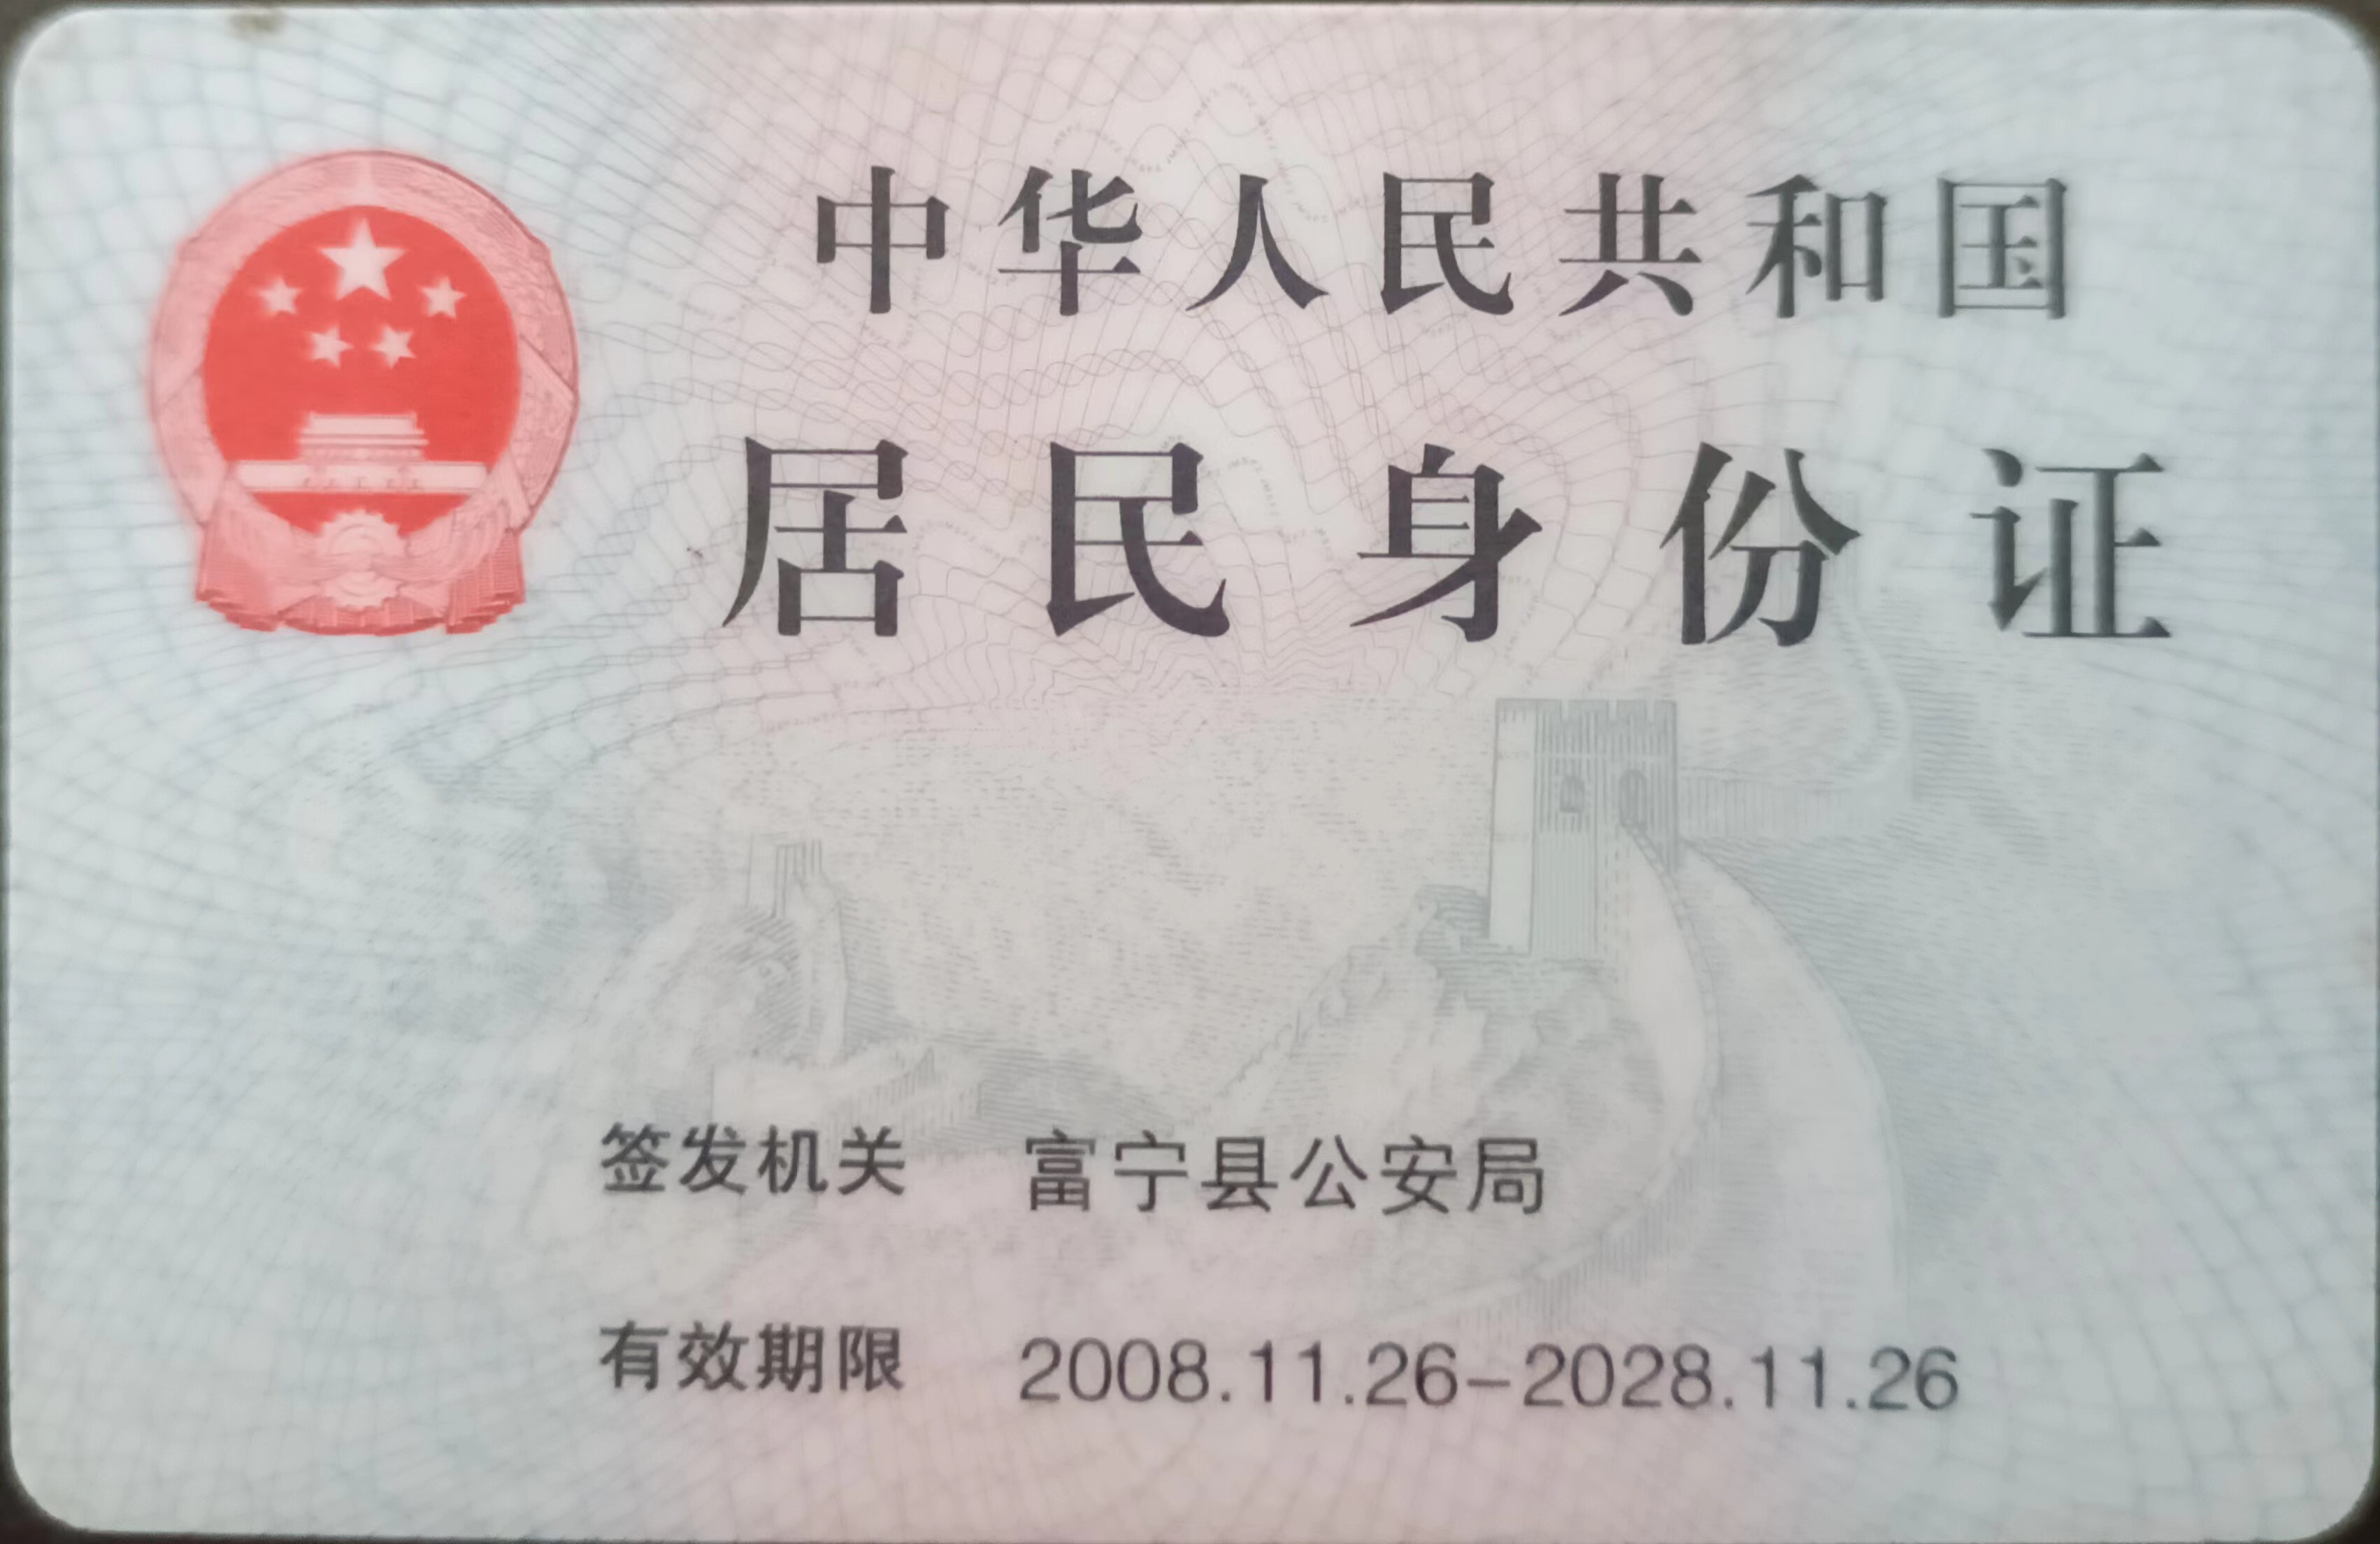 中华人民共和国
居民身份证
签发机关 富宁县公安局
有效期限 2008.11.26-2028.11.26